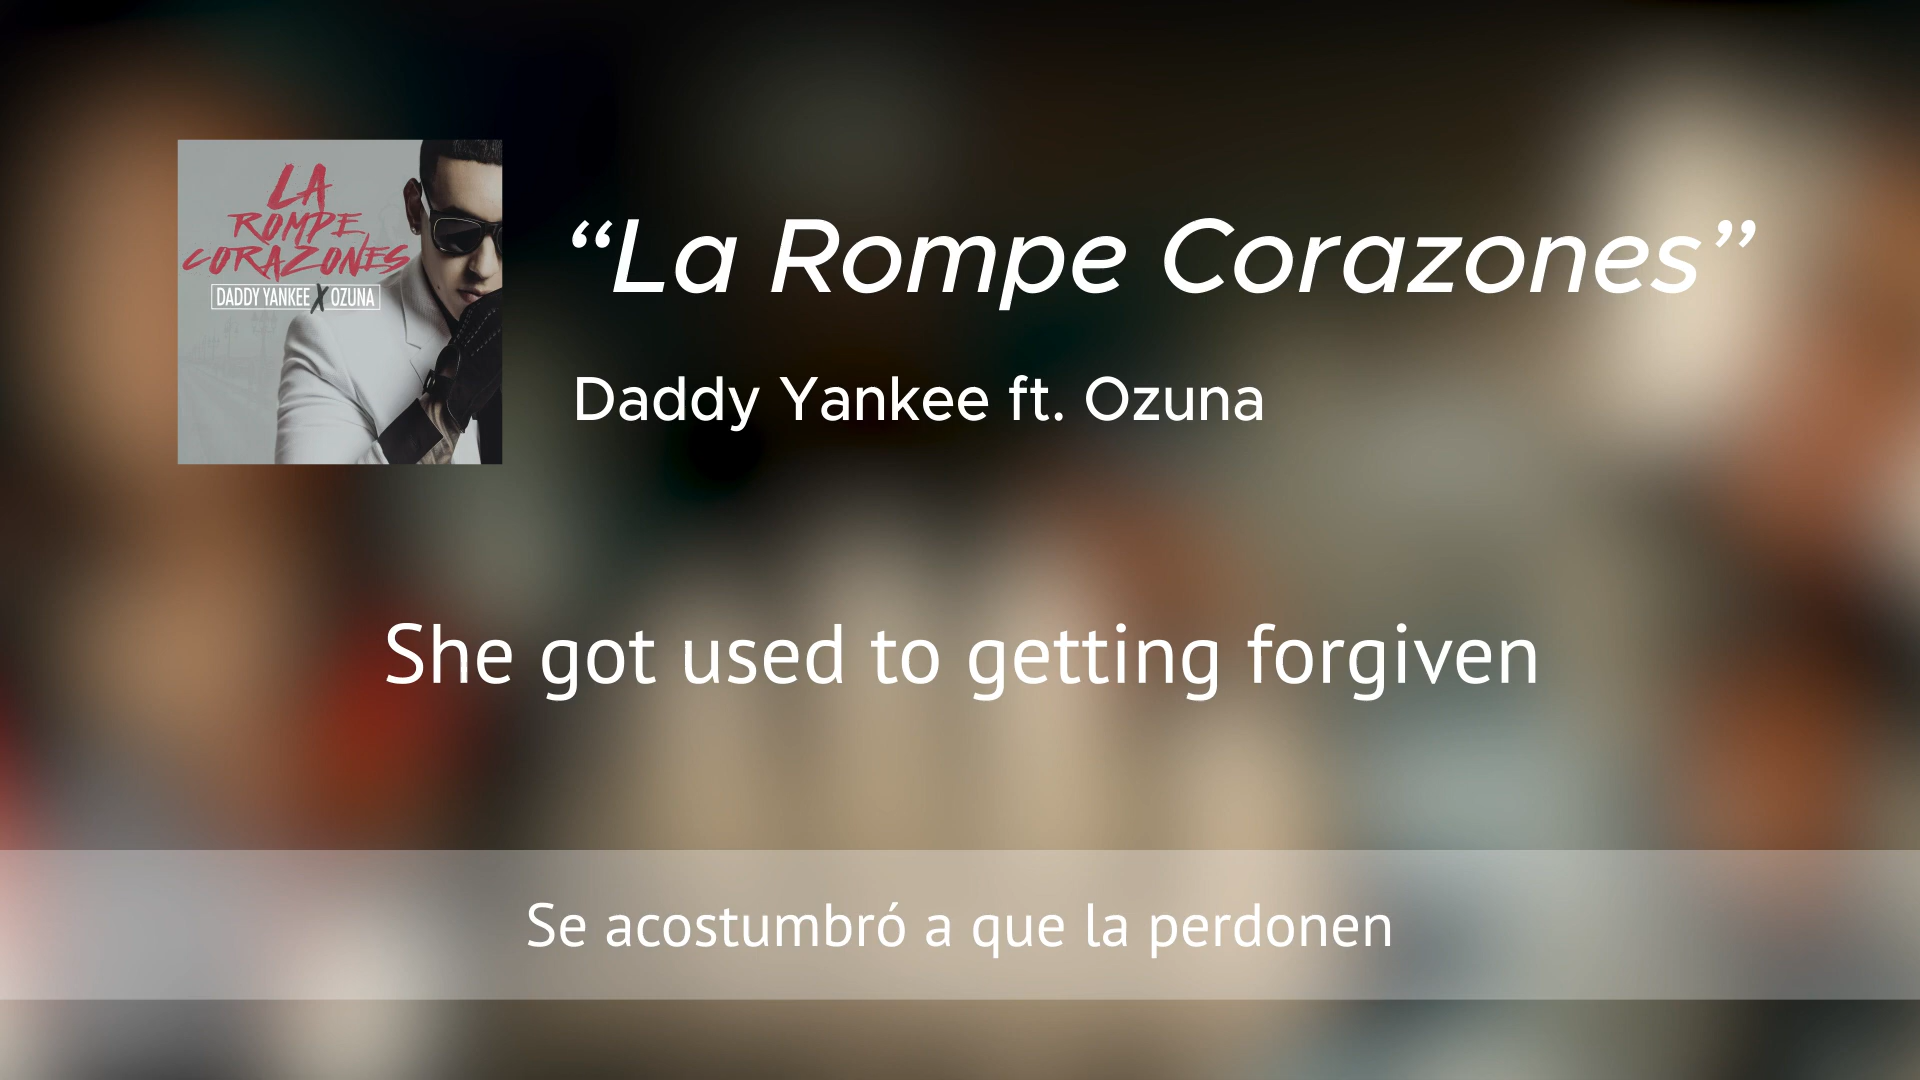 LA
ROMPE
CORAZONES
DADDY YANKEE X OZUNA
“La Rompe Corazones”
Daddy Yankee ft. Ozuna
She got used to getting forgiven
Se acostumbró a que la perdonen